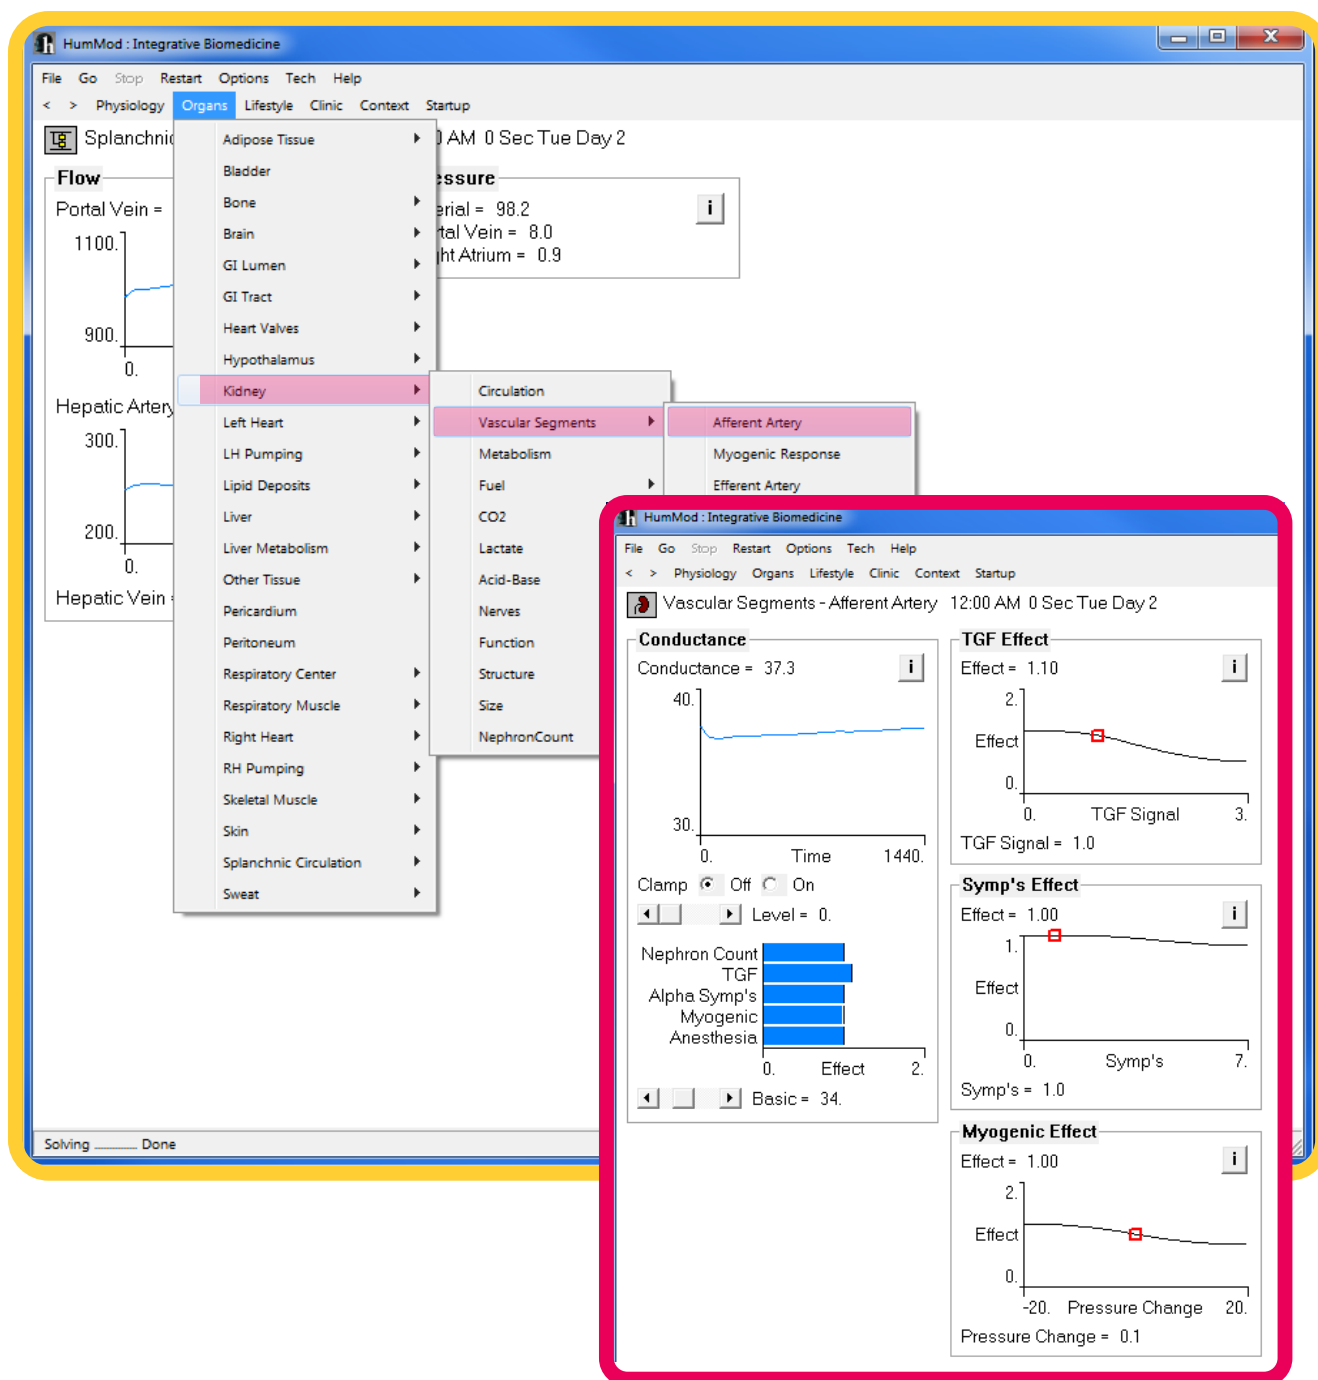 HumMod : Integrative Biomedicine
X
File Go Stop Restart Options Tech Help
< > Physiology Organs Lifestyle Clinic Context Startup
AM 0 Sec Tue Day 2
Flow
Portal Vein =
1100.
900.
0.
Hepatic Artery
300.
200.
0.
Hepatic Vein
= 98.2
Vein = 8.0
Atrium = 0.9
i
Adipose Tissue
Bladder
Bone
Brain
GI Lumen
GI Tract
Heart Valves
Hypothalamus
Kidney
Left Heart
LH Pumping
Lipid Deposits
Liver
Liver Metabolism
Other Tissue
Pericardium
Peritoneum
Respiratory Center
Respiratory Muscle
Right Heart
RH Pumping
Skeletal Muscle
Skin
Splanchnic Circulation
Sweat
Circulation
Vascular Segments
Metabolism
Fuel
CO2
Lactate
Acid-Base
Nerves
Function
Structure
Size
NephronCount
Afferent Artery
Myogenic Response
Efferent Artery
Solving ______ Done
HumMod : Integrative Biomedicine
File Go Stop Restart Options Tech Help
< > Physiology Organs Lifestyle Clinic Context Startup
Vascular Segments - Afferent Artery 12:00 AM 0 Sec Tue Day 2
Conductance
Conductance = 37.3 i
40.
30.
0. Time 1440.
Clamp Off On
Level = 0.
Nephron Count
TGF
Alpha Symp's
Myogenic
Anesthesia
0. Effect 2.
Basic = 34.
TGF Effect
Effect = 1.10 i
2.
Effect
0.
0. TGF Signal 3.
TGF Signal = 1.0
Symp's Effect
Effect = 1.00 i
1.
Effect
0.
0. Symp's 7.
Symp's = 1.0
Myogenic Effect
Effect = 1.00 i
2.
Effect
0.
-20. Pressure Change 20.
Pressure Change = 0.1